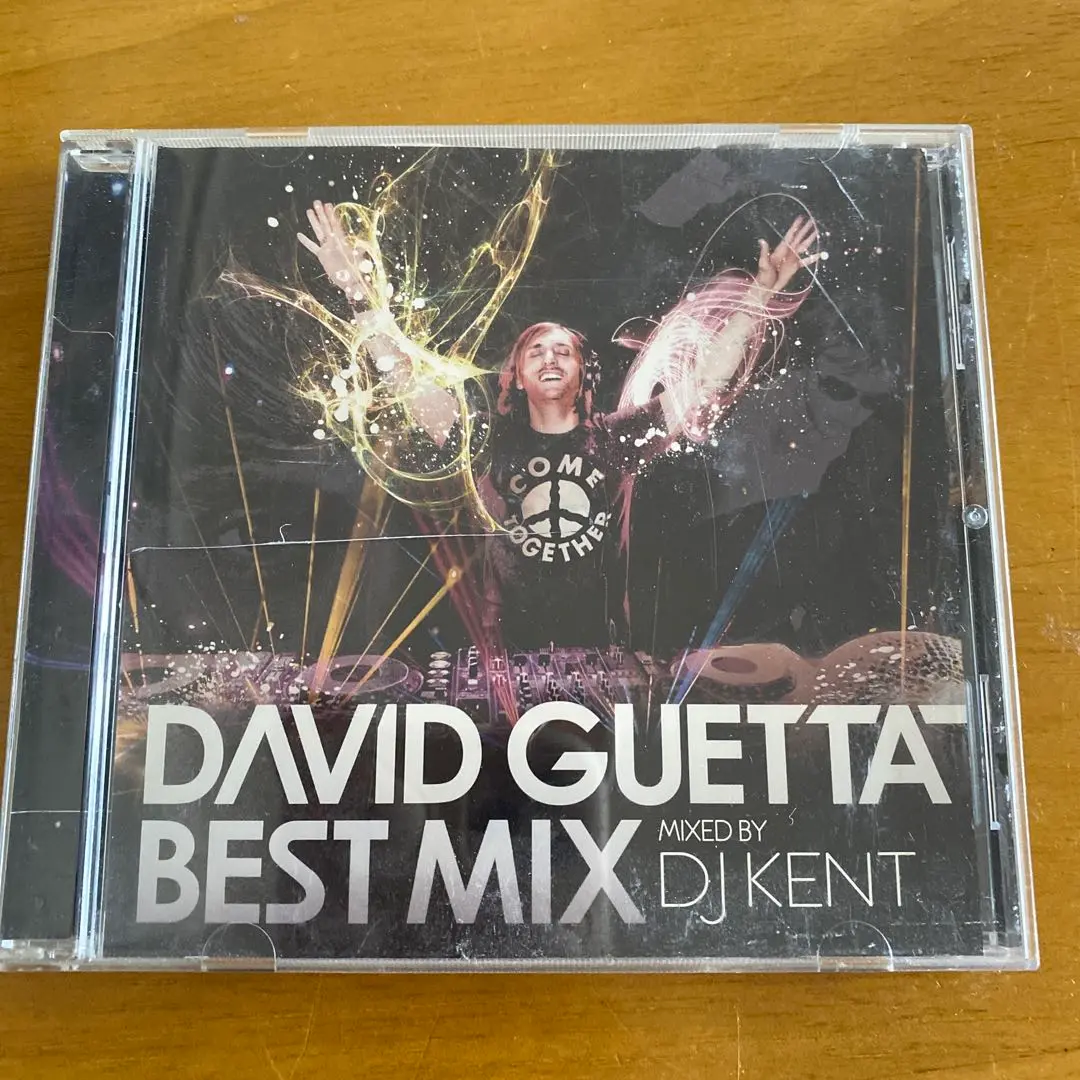 COME
TOGETHER
DAVID GUETTA
BEST MIX
MIXED BY
DJ KENT